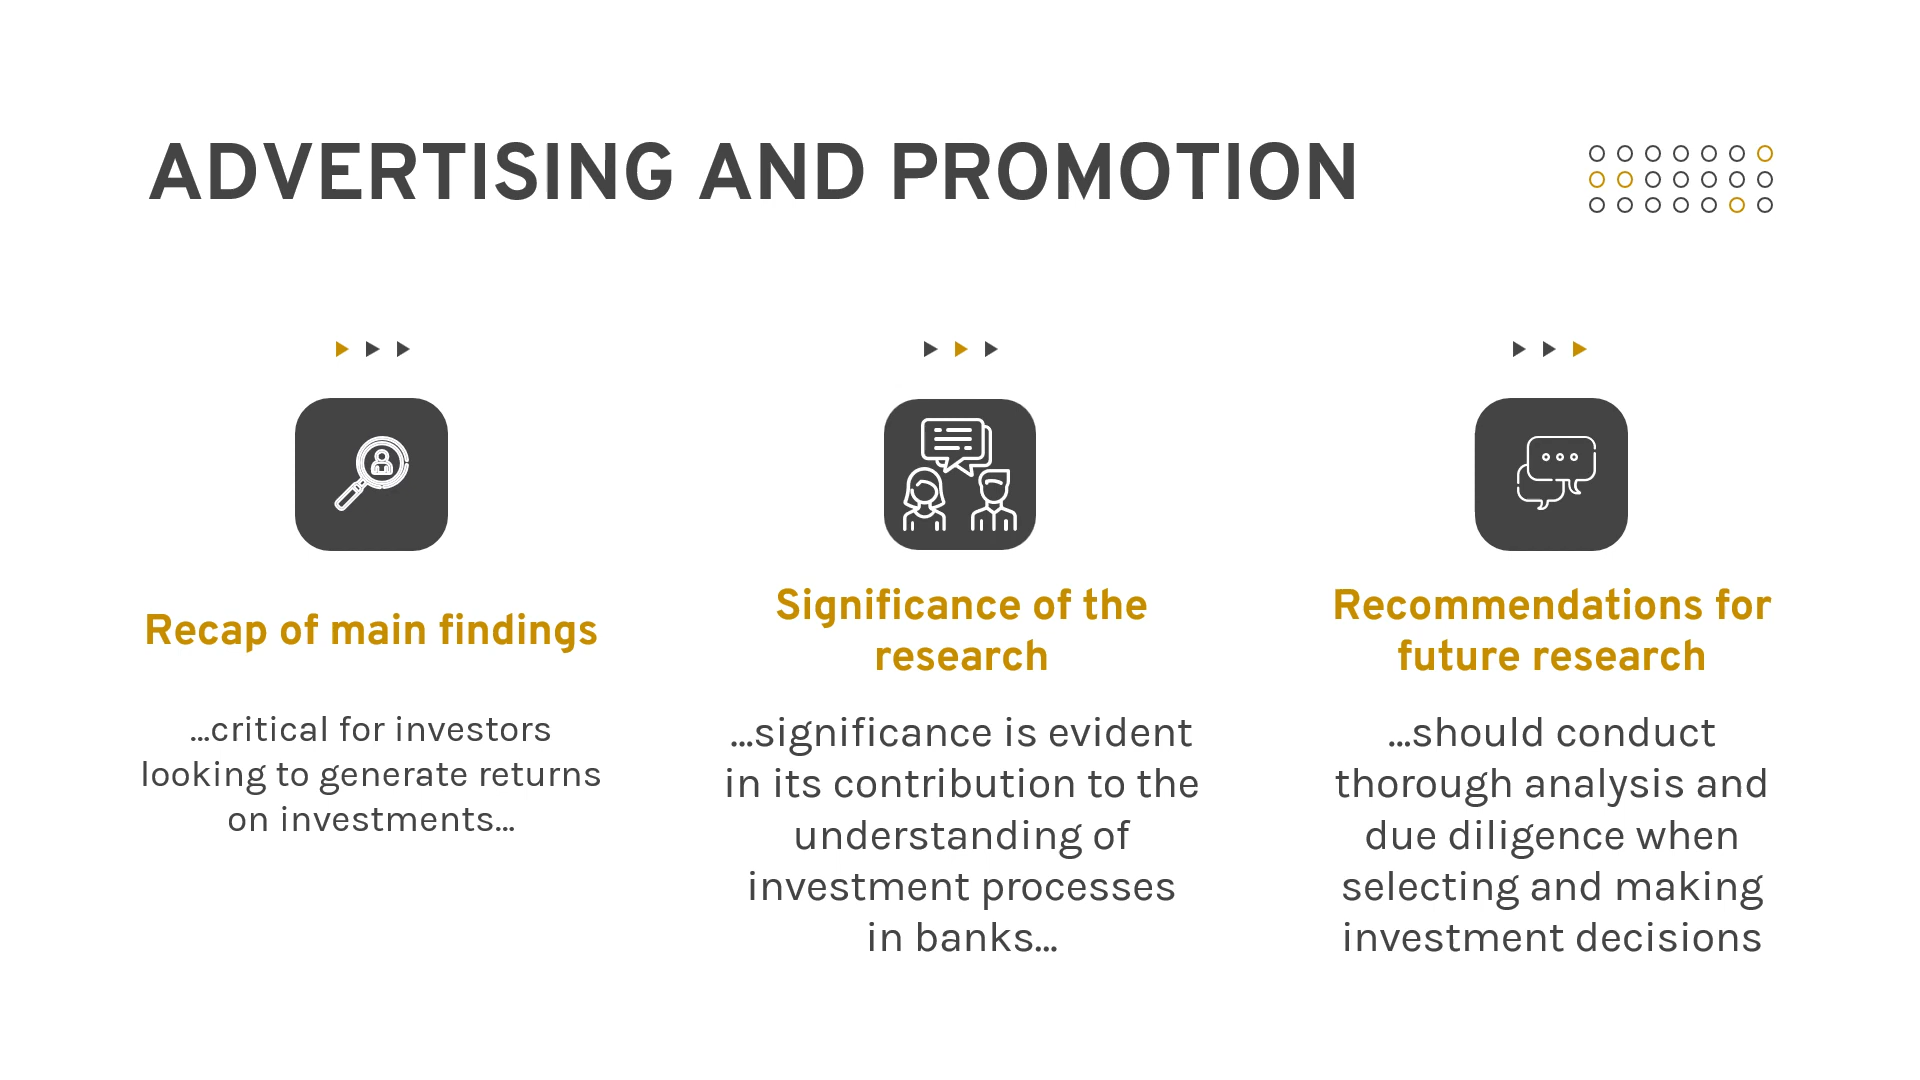 ADVERTISING AND PROMOTION
Recap of main findings
...critical for investors
looking to generate returns
on investments...
Significance of the
research
...significance is evident
in its contribution to the
understanding of
investment processes
in banks...
Recommendations for
future research
...should conduct
thorough analysis and
due diligence when
selecting and making
investment decisions